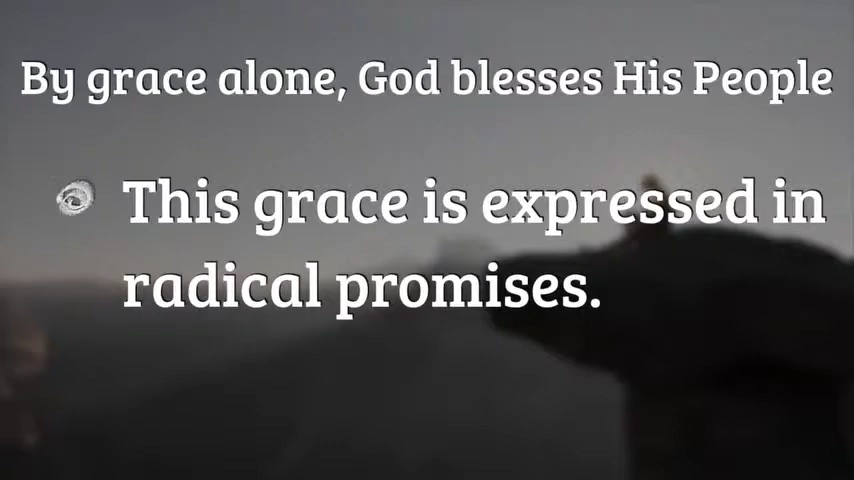 By grace alone, God blesses His People
This grace is expressed in
radical promises.